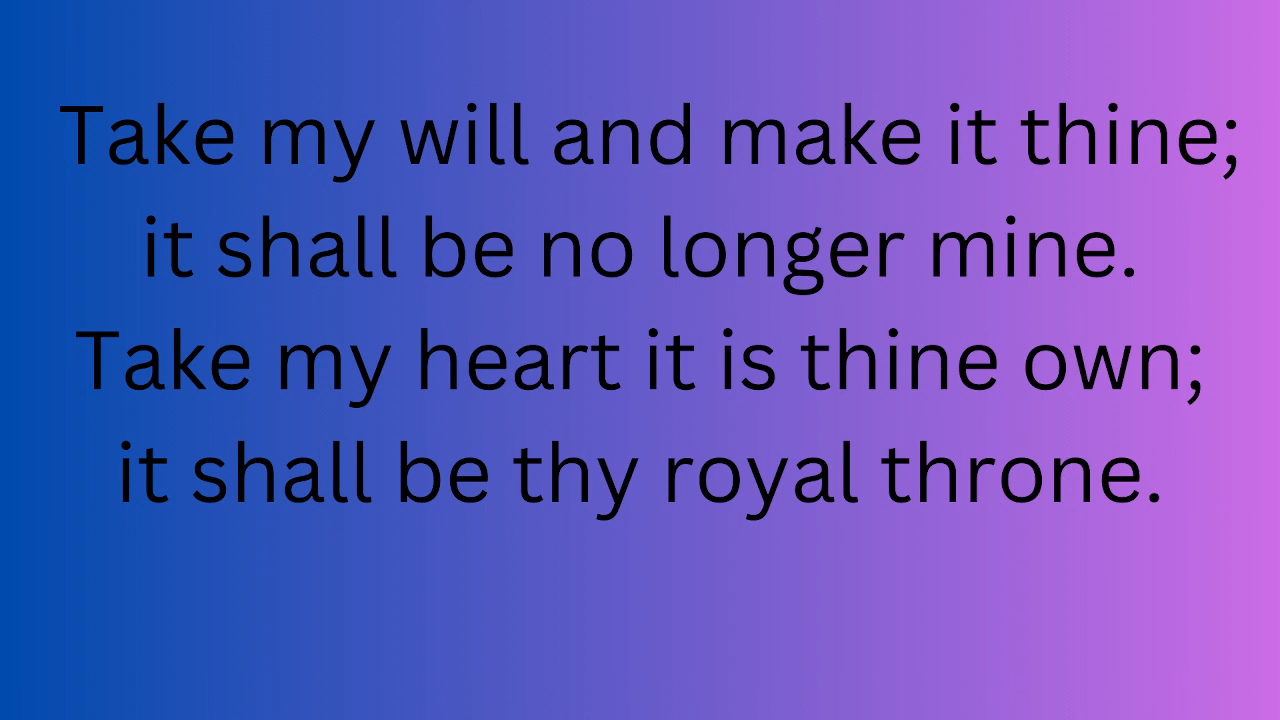 Take my will and make it thine;
it shall be no longer mine.
Take my heart it is thine own;
it shall be thy royal throne.